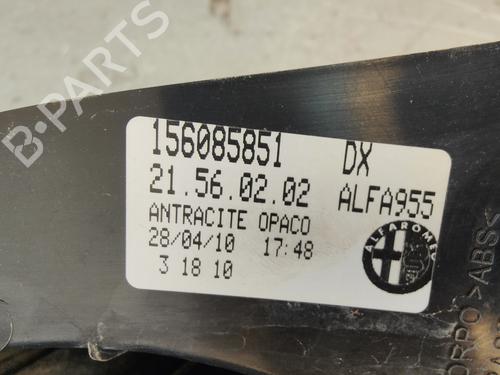 B-PARTS
156085851 DX
21.56.02.02 ALFA955
ANTRACITE OPACO
28/04/10 17:48
3 18 10
ALFA ROMEO
CORPO >ABS<